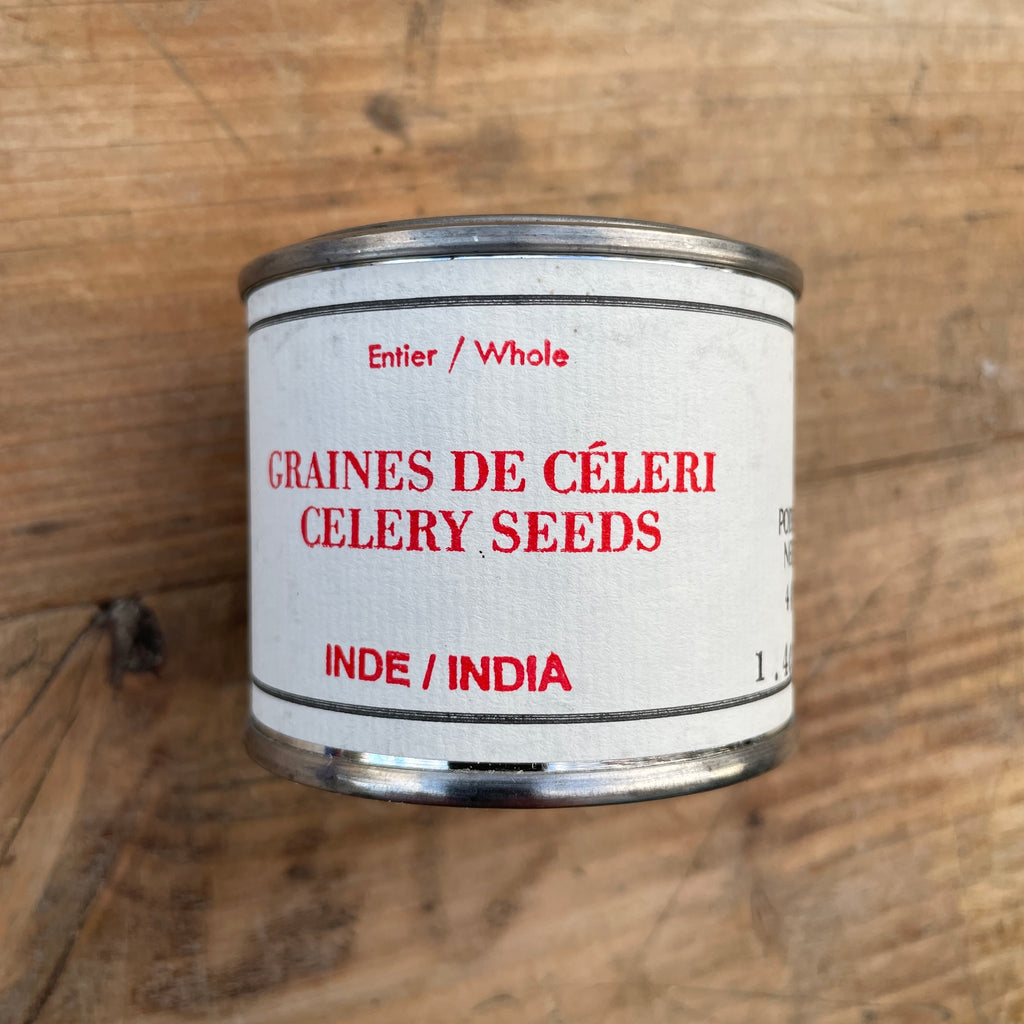 Entier / Whole
GRAINES DE CÉLERI
CELERY SEEDS
INDE / INDIA